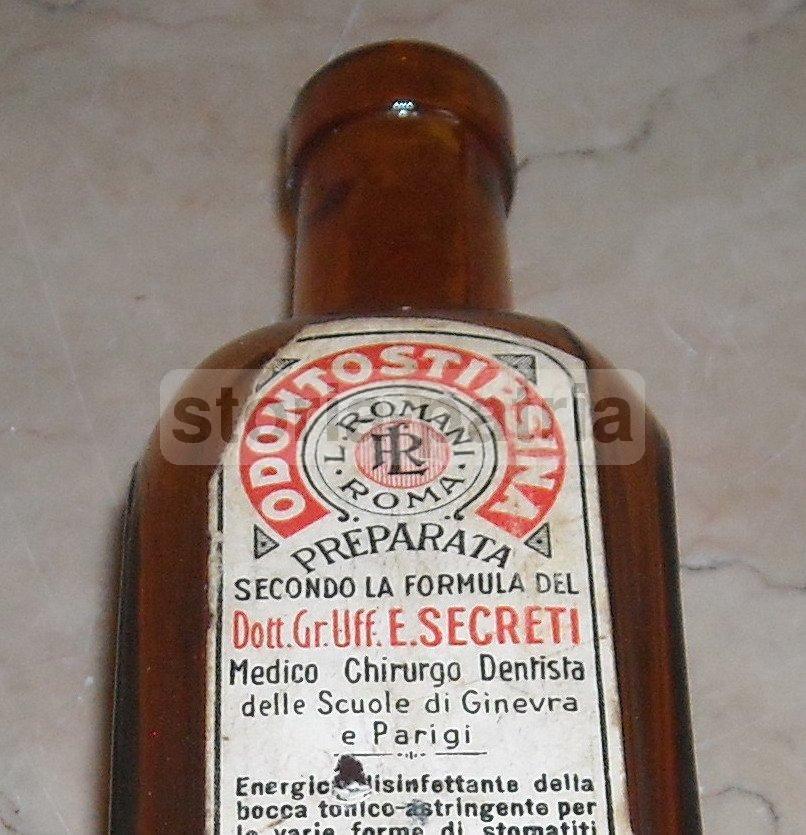 ODONTOSTIPSINA
L. ROMANI
LR
ROMA
PREPARATA
SECONDO LA FORMULA DEL
Dott. Gr. Uff. E. SECRETI
Medico Chirurgo Dentista
delle Scuole di Ginevra
e Parigi
disinfettante della
bocca tonico-astringente per
le varie forme di stomatiti